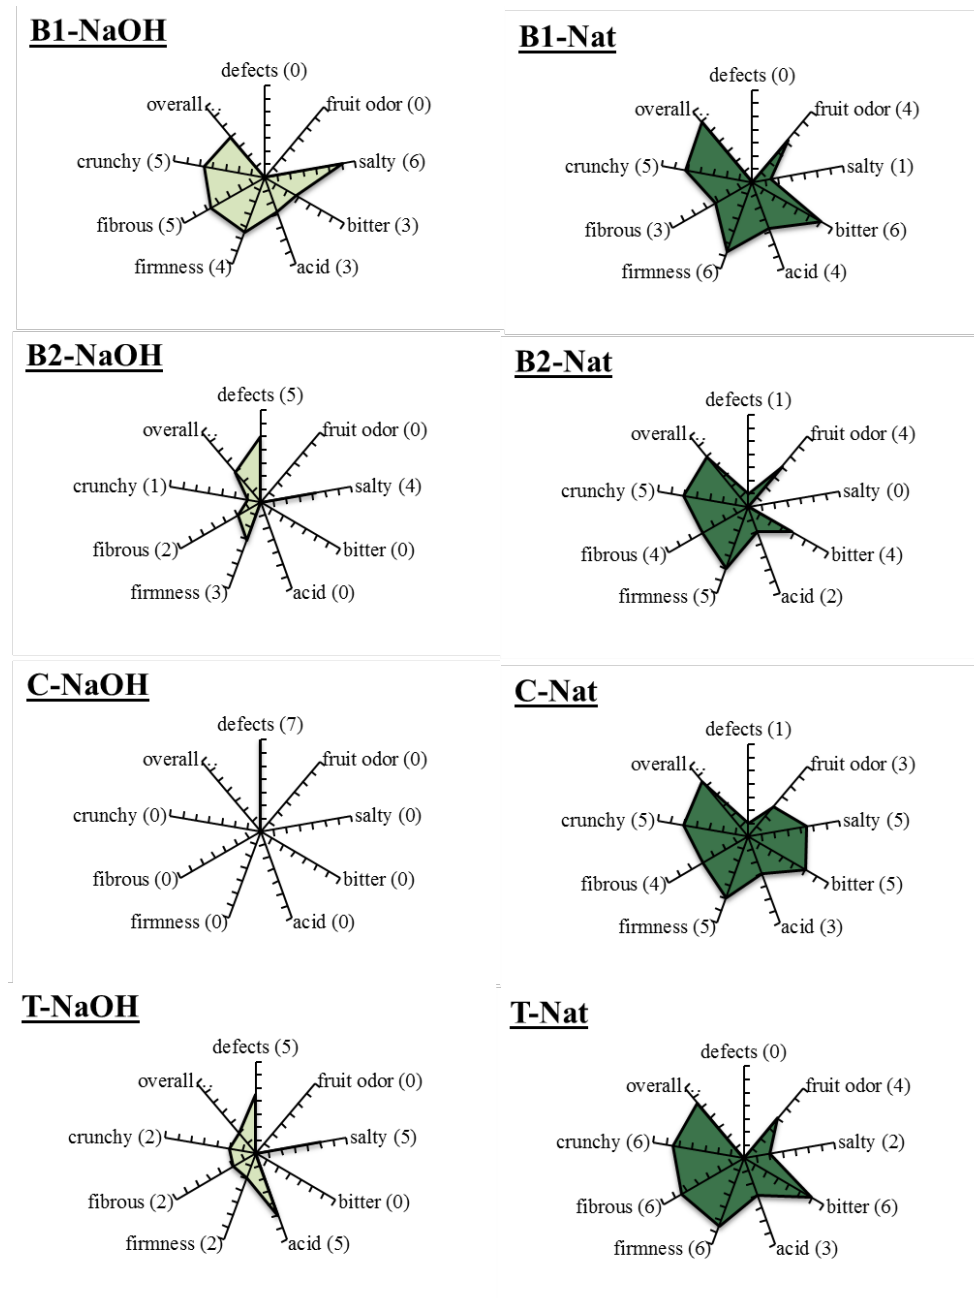 B1-NaOH
defects (0)
fruit odor (0)
salty (6)
bitter (3)
acid (3)
firmness (4)
fibrous (5)
crunchy (5)
overall...
B1-Nat
defects (0)
fruit odor (4)
salty (1)
bitter (6)
acid (4)
firmness (6)
fibrous (3)
crunchy (5)
overall...
B2-NaOH
defects (5)
fruit odor (0)
salty (4)
bitter (0)
acid (0)
firmness (3)
fibrous (2)
crunchy (1)
overall...
B2-Nat
defects (1)
fruit odor (4)
salty (0)
bitter (4)
acid (2)
firmness (5)
fibrous (4)
crunchy (5)
overall...
C-NaOH
defects (7)
fruit odor (0)
salty (0)
bitter (0)
acid (0)
firmness (0)
fibrous (0)
crunchy (0)
overall...
C-Nat
defects (1)
fruit odor (3)
salty (5)
bitter (5)
acid (3)
firmness (5)
fibrous (4)
crunchy (5)
overall...
T-NaOH
defects (5)
fruit odor (0)
salty (5)
bitter (0)
acid (5)
firmness (2)
fibrous (2)
crunchy (2)
overall...
T-Nat
defects (0)
fruit odor (4)
salty (2)
bitter (6)
acid (3)
firmness (6)
fibrous (6)
crunchy (6)
overall...